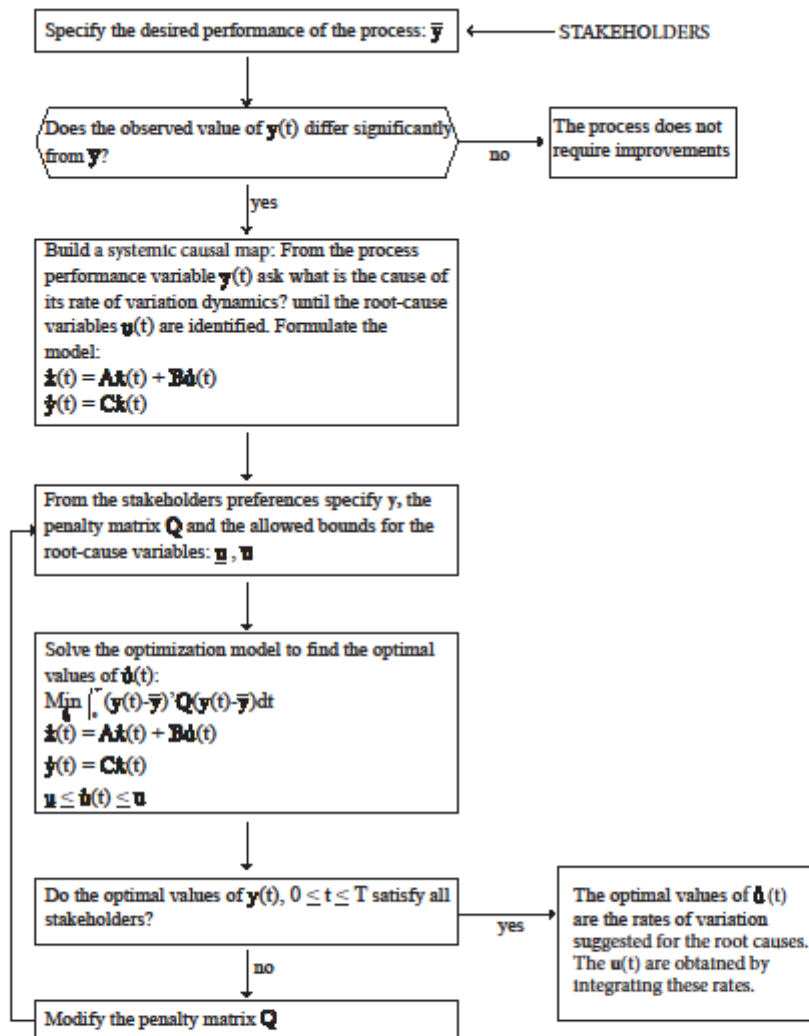 Specify the desired performance of the process: ȳ
STAKEHOLDERS
Does the observed value of y(t) differ significantly
from ȳ?
no
The process does not
require improvements
yes
Build a systemic causal map: From the process
performance variable y(t) ask what is the cause of
its rate of variation dynamics? until the root-cause
variables u(t) are identified. Formulate the
model:
ẋ(t) = Aẋ(t) + Bu̇(t)
ẏ(t) = Cẋ(t)
From the stakeholders preferences specify y, the
penalty matrix Q and the allowed bounds for the
root-cause variables: u̲ , ū
Solve the optimization model to find the optimal
values of u̇(t):
Min ∫ (y(t)-ȳ)’Q(y(t)-ȳ)dt
ẋ(t) = Aẋ(t) + Bu̇(t)
ẏ(t) = Cẋ(t)
u̲ ≤ u̇(t) ≤ ū
Do the optimal values of y(t), 0 ≤ t ≤ T satisfy all
stakeholders?
yes
The optimal values of u̇ (t)
are the rates of variation
suggested for the root causes.
The u(t) are obtained by
integrating these rates.
no
Modify the penalty matrix Q